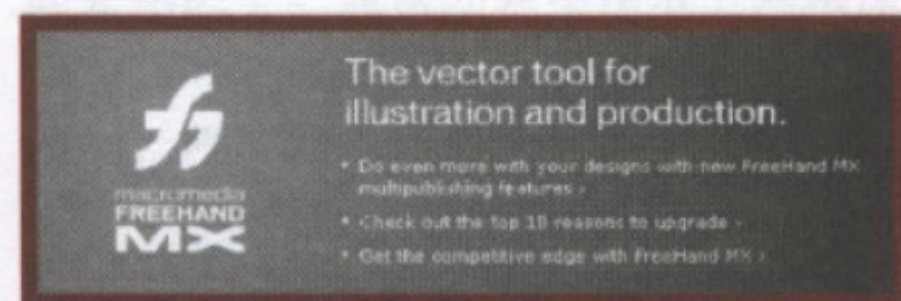 The vector tool for
illustration and production.
• Do even more with your designs with new FreeHand MX
multipublishing features ›
• Check out the top 10 reasons to upgrade ›
• Get the competitive edge with FreeHand MX ›
macromedia
FREEHAND
MX